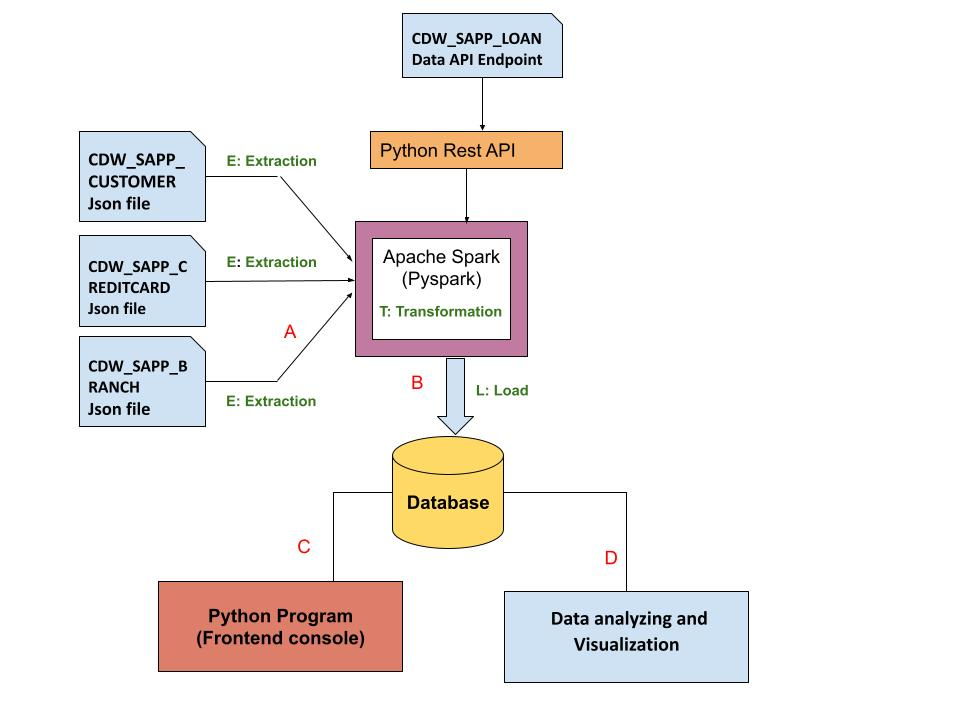 CDW_SAPP_LOAN
Data API Endpoint
Python Rest API
CDW_SAPP_
CUSTOMER
Json file
E: Extraction
CDW_SAPP_C
REDITCARD
Json file
E: Extraction
CDW_SAPP_B
RANCH
Json file
E: Extraction
A
Apache Spark
(Pyspark)
T: Transformation
B
L: Load
Database
C
D
Python Program
(Frontend console)
Data analyzing and
Visualization